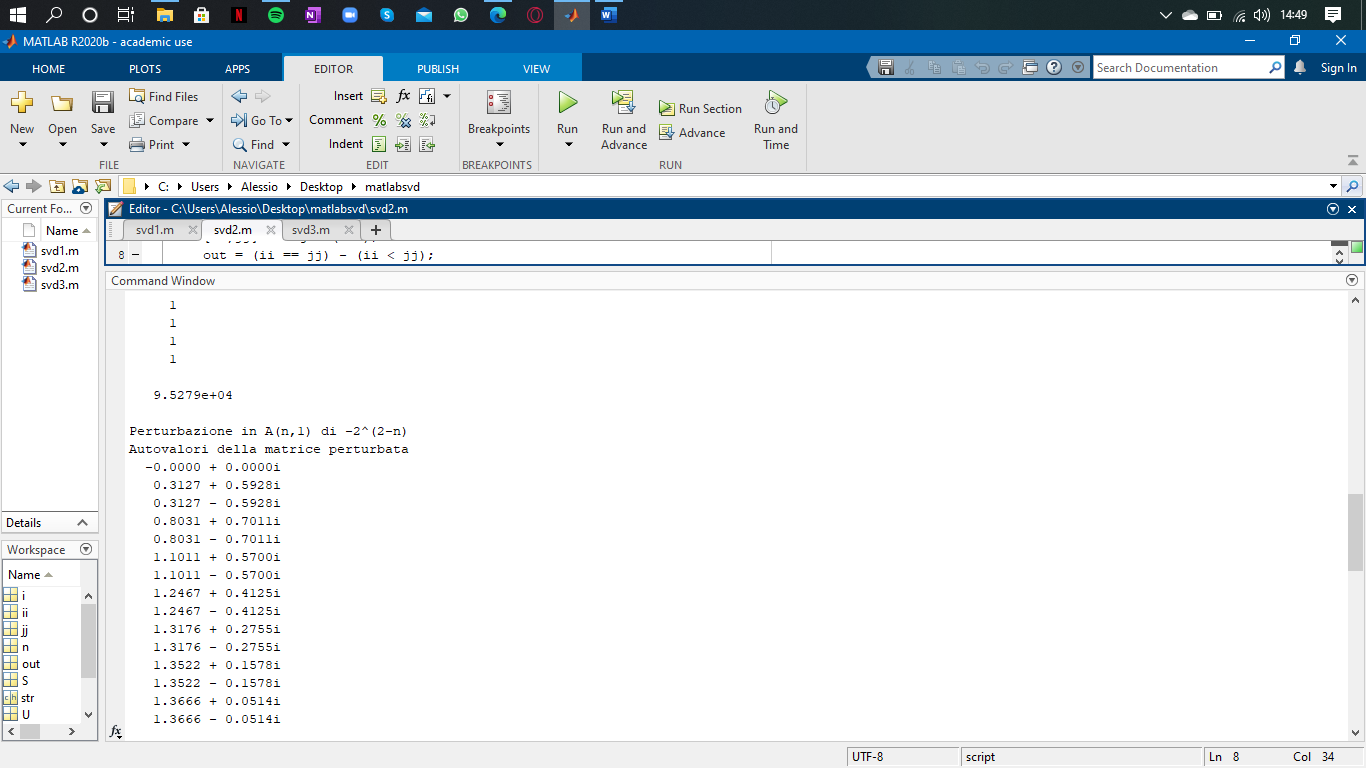 14:49
MATLAB R2020b - academic use
HOME PLOTS APPS EDITOR PUBLISH VIEW
Search Documentation
Sign In
New Open Save Find Files Compare Print
Go To Find
Insert fx
Comment
Indent
Breakpoints
Run Run and Advance Run Section Advance Run and Time
FILE NAVIGATE EDIT BREAKPOINTS RUN
C: Users Alessio Desktop matlabsvd
Current Fo...
Name
svd1.m
svd2.m
svd3.m
Details
Workspace
Name
i
ii
jj
n
out
S
str
U
Editor - C:\Users\Alessio\Desktop\matlabsvd\svd2.m
svd1.m svd2.m svd3.m
8 – out = (ii == jj) - (ii < jj);
Command Window
1
1
1
1
9.5279e+04
Perturbazione in A(n,1) di -2^(2-n)
Autovalori della matrice perturbata
-0.0000 + 0.0000i
0.3127 + 0.5928i
0.3127 - 0.5928i
0.8031 + 0.7011i
0.8031 - 0.7011i
1.1011 + 0.5700i
1.1011 - 0.5700i
1.2467 + 0.4125i
1.2467 - 0.4125i
1.3176 + 0.2755i
1.3176 - 0.2755i
1.3522 + 0.1578i
1.3522 - 0.1578i
1.3666 + 0.0514i
1.3666 - 0.0514i
fx
UTF-8 script Ln 8 Col 34